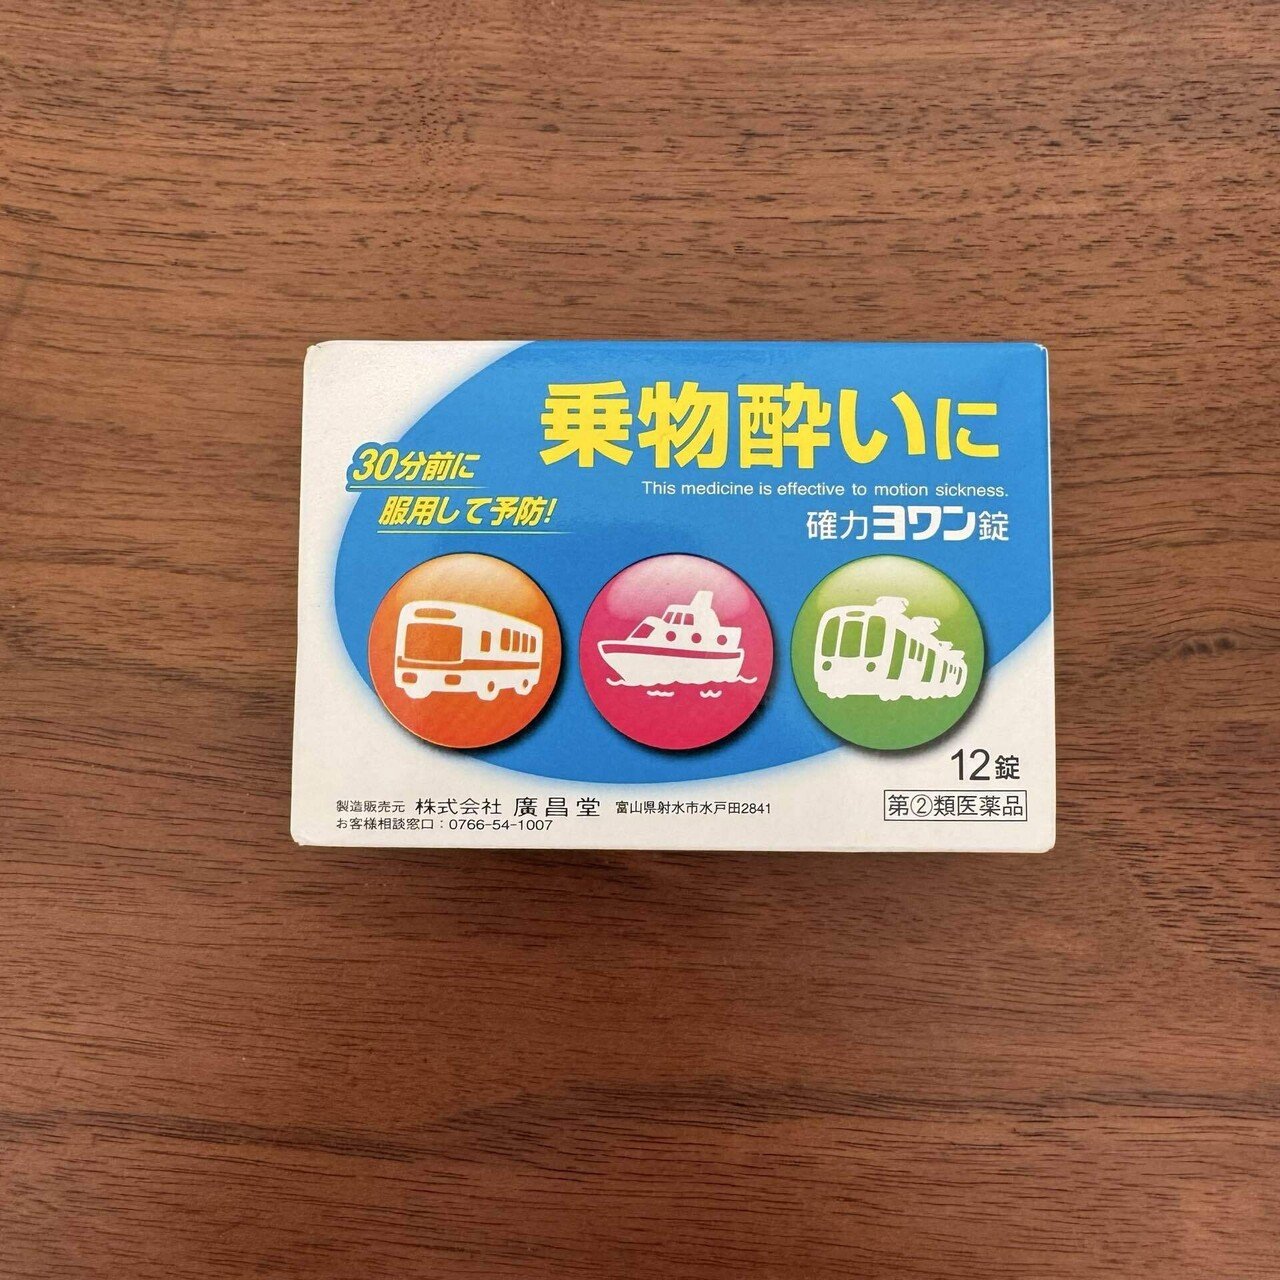 乗物酔いに
This medicine is effective to motion sickness.
確力ヨワン錠
30分前に
服用して予防!
12錠
第②類医薬品
製造販売元 株式会社 廣昌堂 富山県射水市水戸田2841
お客様相談窓口:0766-54-1007